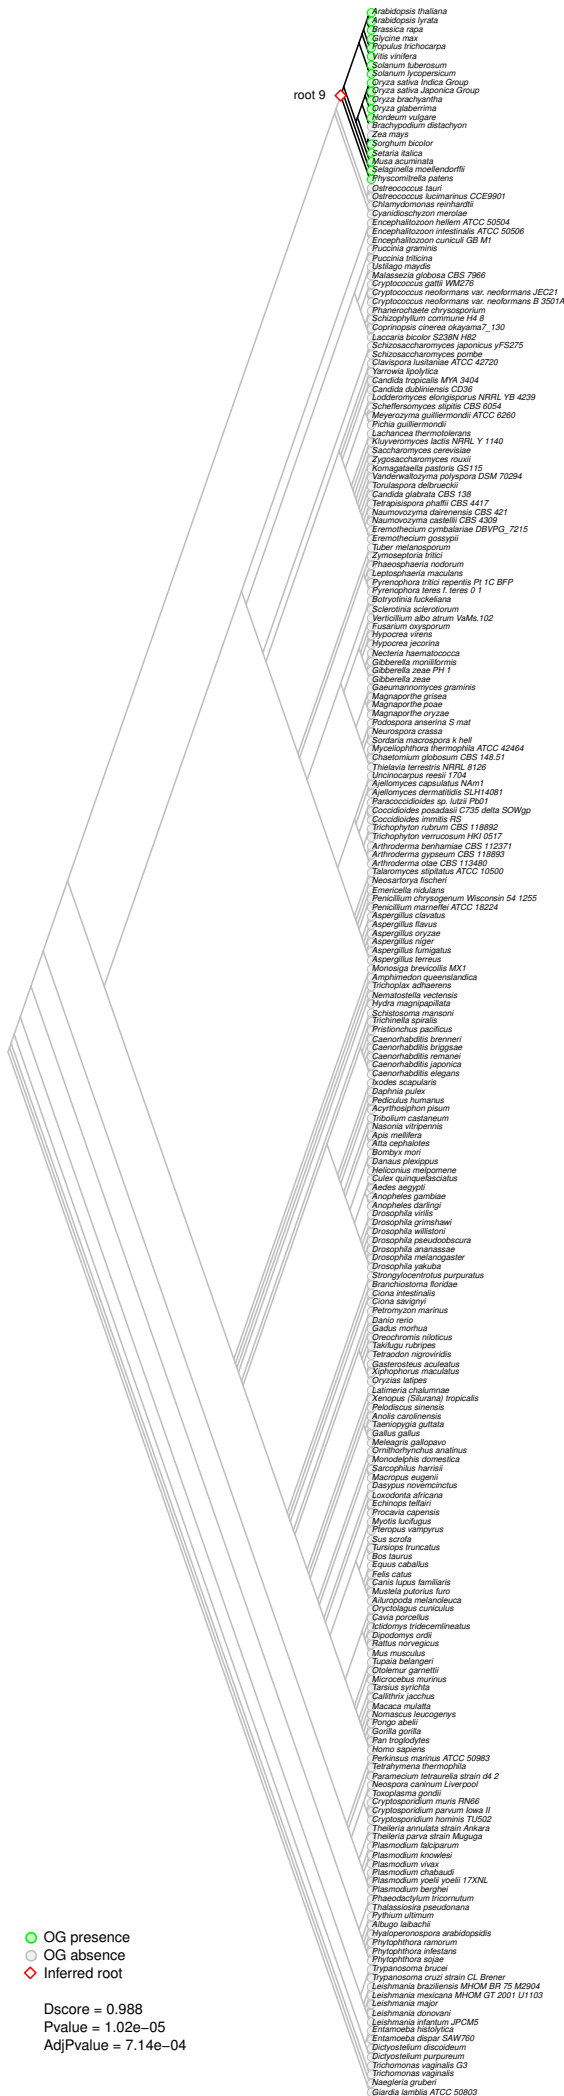 Arabidopsis thaliana
Arabidopsis lyrata
Brassica rapa
Glycine max
Populus trichocarpa
Vitis vinifera
Solanum tuberosum
Solanum lycopersicum
Oryza sativa Indica Group
Oryza sativa Japonica Group
root 9
Oryza brachyantha
Oryza glaberrima
Hordeum vulgare
Brachypodium distachyon
Zea mays
Sorghum bicolor
Setaria italica
Musa acuminata
Selaginella moellendorffii
Physcomitrella patens
Ostreococcus tauri
Ostreococcus lucimarinus CCE9901
Chlamydomonas reinhardtii
Cyanidioschyzon merolae
Encephalitozoon hellem ATCC 50504
Encephalitozoon intestinalis ATCC 50506
Encephalitozoon cuniculi GB M1
Puccinia graminis
Puccinia triticina
Ustilago maydis
Malassezia globosa CBS 7966
Cryptococcus gattii WM276
Cryptococcus neoformans var. neoformans JEC21
Cryptococcus neoformans var. neoformans B 3501A
Phanerochaete chrysosporium
Schizophyllum commune H4 8
Coprinopsis cinerea okayama7_130
Laccaria bicolor S238N H82
Schizosaccharomyces japonicus yFS275
Schizosaccharomyces pombe
Clavispora lusitaniae ATCC 42720
Yarrowia lipolytica
Candida tropicalis MYA 3404
Candida dubliniensis CD36
Lodderomyces elongisporus NRRL YB 4239
Scheffersomyces stipitis CBS 6054
Meyerozyma guilliermondii ATCC 6260
Pichia guilliermondii
Lachancea thermotolerans
Kluyveromyces lactis NRRL Y 1140
Saccharomyces cerevisiae
Zygosaccharomyces rouxii
Komagataella pastoris GS115
Vanderwaltozyma polyspora DSM 70294
Torulaspora delbrueckii
Candida glabrata CBS 138
Tetrapisispora phaffii CBS 4417
Naumovozyma dairenensis CBS 421
Naumovozyma castellii CBS 4309
Eremothecium cymbalariae DBVPG_7215
Eremothecium gossypii
Tuber melanosporum
Zymoseptoria tritici
Phaeosphaeria nodorum
Leptosphaeria maculans
Pyrenophora tritici repentis Pt 1C BFP
Pyrenophora teres f. teres 0 1
Botryotinia fuckeliana
Sclerotinia sclerotiorum
Verticillium albo atrum VaMs.102
Fusarium oxysporum
Hypocrea virens
Hypocrea jecorina
Necteria haematococca
Gibberella moniliformis
Gibberella zeae PH 1
Gibberella zeae
Gaeumannomyces graminis
Magnaporthe grisea
Magnaporthe poae
Magnaporthe oryzae
Podospora anserina S mat
Neurospora crassa
Sordaria macrospora k hell
Myceliophthora thermophila ATCC 42464
Chaetomium globosum CBS 148.51
Thielavia terrestris NRRL 8126
Uncinocarpus reesii 1704
Ajellomyces capsulatus NAm1
Ajellomyces dermatitidis SLH14081
Paracoccidioides sp. lutzii Pb01
Coccidioides posadasii C735 delta SOWgp
Coccidioides immitis RS
Trichophyton rubrum CBS 118892
Trichophyton verrucosum HKI 0517
Arthroderma benhamiae CBS 112371
Arthroderma gypseum CBS 118893
Arthroderma otae CBS 113480
Talaromyces stipitatus ATCC 10500
Neosartorya fischeri
Emericella nidulans
Penicillium chrysogenum Wisconsin 54 1255
Penicillium marneffei ATCC 18224
Aspergillus clavatus
Aspergillus flavus
Aspergillus oryzae
Aspergillus niger
Aspergillus fumigatus
Aspergillus terreus
Monosiga brevicollis MX1
Amphimedon queenslandica
Trichoplax adhaerens
Nematostella vectensis
Hydra magnipapillata
Schistosoma mansoni
Trichinella spiralis
Pristionchus pacificus
Caenorhabditis brenneri
Caenorhabditis briggsae
Caenorhabditis remanei
Caenorhabditis japonica
Caenorhabditis elegans
Ixodes scapularis
Daphnia pulex
Pediculus humanus
Acyrthosiphon pisum
Tribolium castaneum
Nasonia vitripennis
Apis mellifera
Atta cephalotes
Bombyx mori
Danaus plexippus
Heliconius melpomene
Culex quinquefasciatus
Aedes aegypti
Anopheles gambiae
Anopheles darlingi
Drosophila virilis
Drosophila grimshawi
Drosophila willistoni
Drosophila pseudoobscura
Drosophila ananassae
Drosophila melanogaster
Drosophila yakuba
Strongylocentrotus purpuratus
Branchiostoma floridae
Ciona intestinalis
Ciona savignyi
Petromyzon marinus
Danio rerio
Gadus morhua
Oreochromis niloticus
Takifugu rubripes
Tetraodon nigroviridis
Gasterosteus aculeatus
Xiphophorus maculatus
Oryzias latipes
Latimeria chalumnae
Xenopus (Silurana) tropicalis
Pelodiscus sinensis
Anolis carolinensis
Taeniopygia guttata
Gallus gallus
Meleagris gallopavo
Ornithorhynchus anatinus
Monodelphis domestica
Sarcophilus harrisii
Macropus eugenii
Dasypus novemcinctus
Loxodonta africana
Echinops telfairi
Procavia capensis
Myotis lucifugus
Pteropus vampyrus
Sus scrofa
Tursiops truncatus
Bos taurus
Equus caballus
Felis catus
Canis lupus familiaris
Mustela putorius furo
Ailuropoda melanoleuca
Oryctolagus cuniculus
Cavia porcellus
Ictidomys tridecemlineatus
Dipodomys ordii
Rattus norvegicus
Mus musculus
Tupaia belangeri
Otolemur garnettii
Microcebus murinus
Tarsius syrichta
Callithrix jacchus
Macaca mulatta
Nomascus leucogenys
Pongo abelii
Gorilla gorilla
Pan troglodytes
Homo sapiens
Perkinsus marinus ATCC 50983
Tetrahymena thermophila
Paramecium tetraurelia strain d4 2
Neospora caninum Liverpool
Toxoplasma gondii
Cryptosporidium muris RN66
Cryptosporidium parvum Iowa II
Cryptosporidium hominis TU502
Theileria annulata strain Ankara
Theileria parva strain Muguga
Plasmodium falciparum
Plasmodium knowlesi
Plasmodium vivax
Plasmodium chabaudi
Plasmodium yoelii yoelii 17XNL
Plasmodium berghei
Phaeodactylum tricornutum
Thalassiosira pseudonana
Pythium ultimum
Albugo laibachii
Hyaloperonospora arabidopsidis
Phytophthora ramorum
Phytophthora infestans
Phytophthora sojae
Trypanosoma brucei
Trypanosoma cruzi strain CL Brener
Leishmania braziliensis MHOM BR 75 M2904
Leishmania mexicana MHOM GT 2001 U1103
Leishmania major
Leishmania donovani
Leishmania infantum JPCM5
Entamoeba histolytica
Entamoeba dispar SAW760
Dictyostelium discoideum
Dictyostelium purpureum
Trichomonas vaginalis G3
Trichomonas vaginalis
Naegleria gruberi
Giardia lamblia ATCC 50803
OG presence
OG absence
Inferred root
Dscore = 0.988
Pvalue = 1.02e−05
AdjPvalue = 7.14e−04